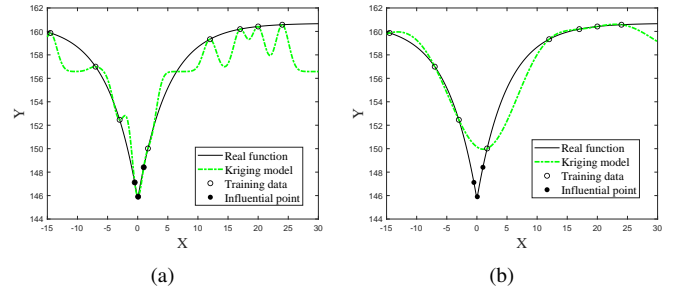 162
160
158
156
154
152
150
148
146
144
Y
-15 -10 -5 0 5 10 15 20 25 30
X
Real function
Kriging model
Training data
Influential point
(a)
162
160
158
156
154
152
150
148
146
144
Y
-15 -10 -5 0 5 10 15 20 25 30
X
Real function
Kriging model
Training data
Influential point
(b)